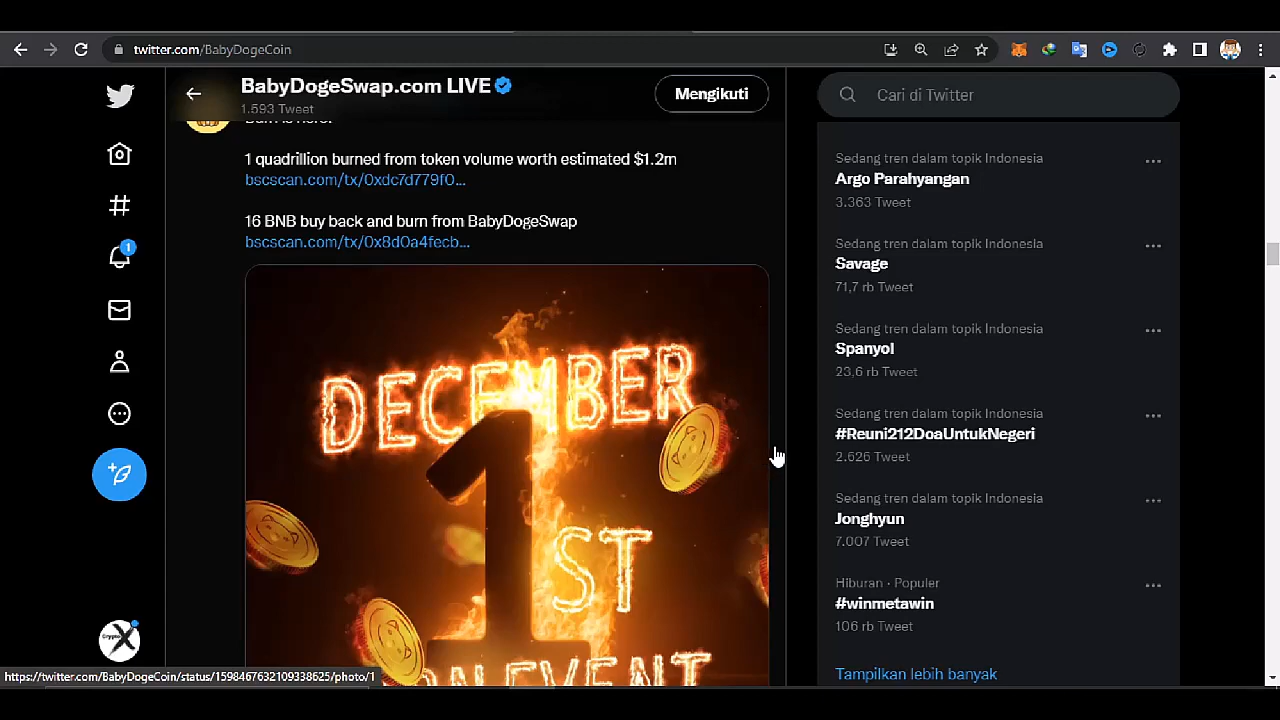 twitter.com/BabyDogeCoin
BabyDogeSwap.com LIVE
1.593 Tweet
Mengikuti
Cari di Twitter
1 quadrillion burned from token volume worth estimated $1.2m
bscscan.com/tx/0xdc7d779f0...
16 BNB buy back and burn from BabyDogeSwap
bscscan.com/tx/0x8d0a4fecb...
DECEMBER
1
ST
EVENT
1
Sedang tren dalam topik Indonesia
Argo Parahyangan
3.363 Tweet
Sedang tren dalam topik Indonesia
Savage
71,7 rb Tweet
Sedang tren dalam topik Indonesia
Spanyol
23,6 rb Tweet
Sedang tren dalam topik Indonesia
#Reuni212DoaUntukNegeri
2.626 Tweet
Sedang tren dalam topik Indonesia
Jonghyun
7.007 Tweet
Hiburan · Populer
#winmetawin
106 rb Tweet
Tampilkan lebih banyak
Crypto X
https://twitter.com/BabyDogeCoin/status/1598467632109338625/photo/1